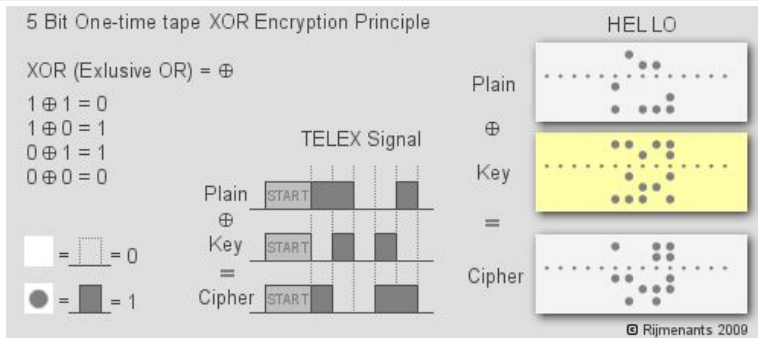 5 Bit One-time tape XOR Encryption Principle
HELLO
XOR (Exlusive OR) = ⊕
1 ⊕ 1 = 0
1 ⊕ 0 = 1
0 ⊕ 1 = 1
0 ⊕ 0 = 0
TELEX Signal
Plain START
⊕
Key START
=
Cipher START
= = 0
= = 1
Plain
⊕
Key
=
Cipher
© Rijmenants 2009